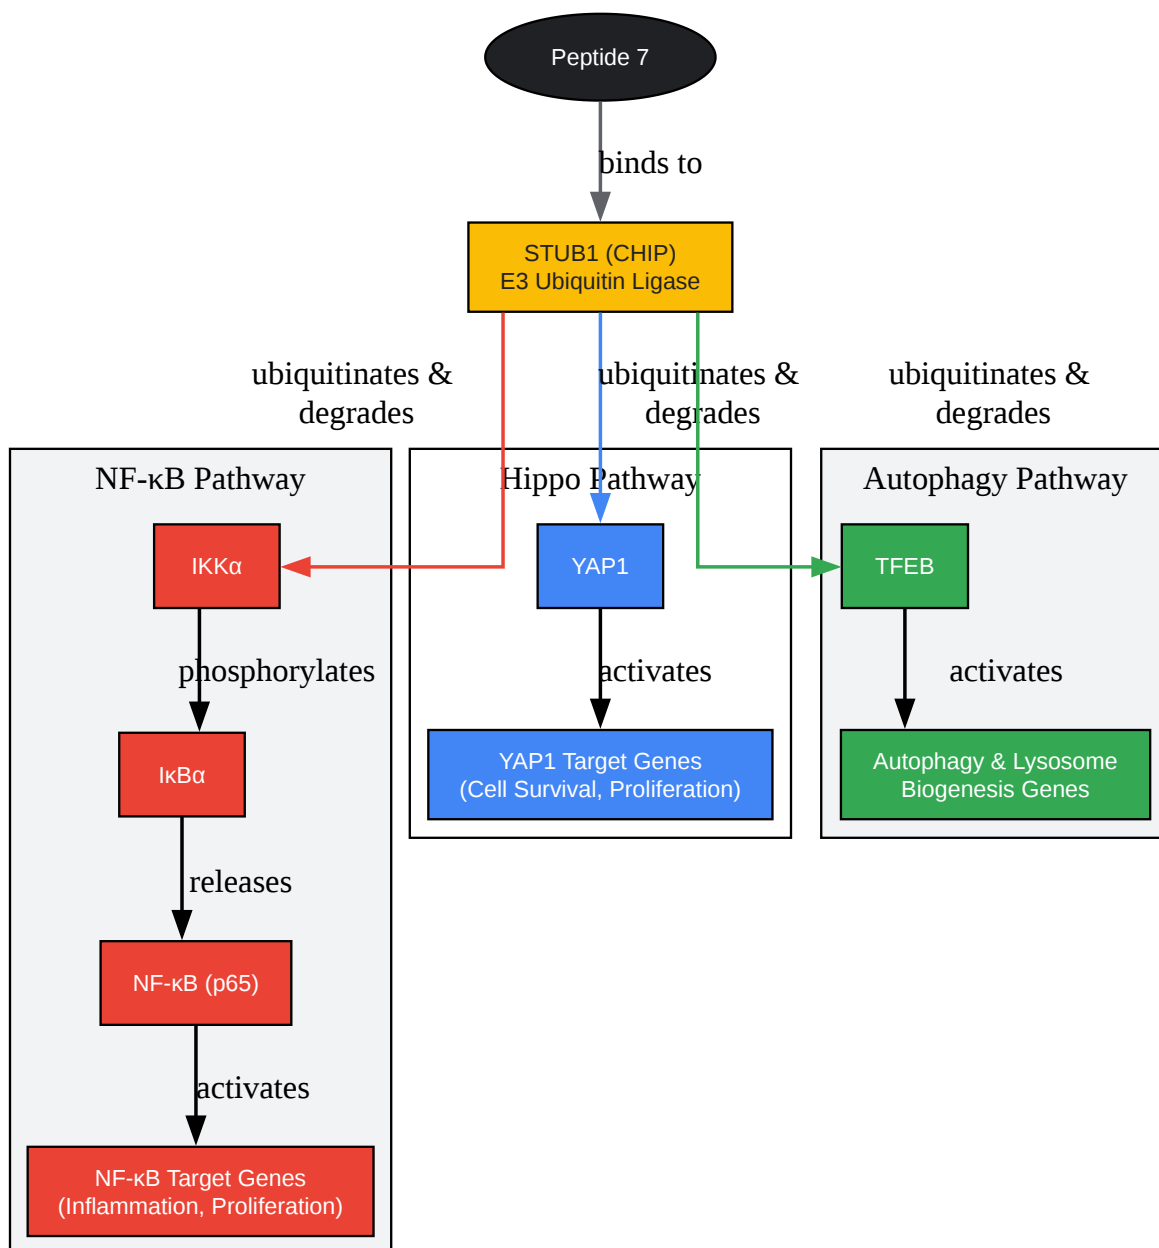 Peptide 7
binds to
STUB1 (CHIP)
E3 Ubiquitin Ligase
ubiquitinates &
degrades
ubiquitinates &
degrades
ubiquitinates &
degrades
NF-κB Pathway
Hippo Pathway
Autophagy Pathway
IKKα
YAP1
TFEB
phosphorylates
activates
activates
IκBα
YAP1 Target Genes
(Cell Survival, Proliferation)
Autophagy & Lysosome
Biogenesis Genes
releases
NF-κB (p65)
activates
NF-κB Target Genes
(Inflammation, Proliferation)